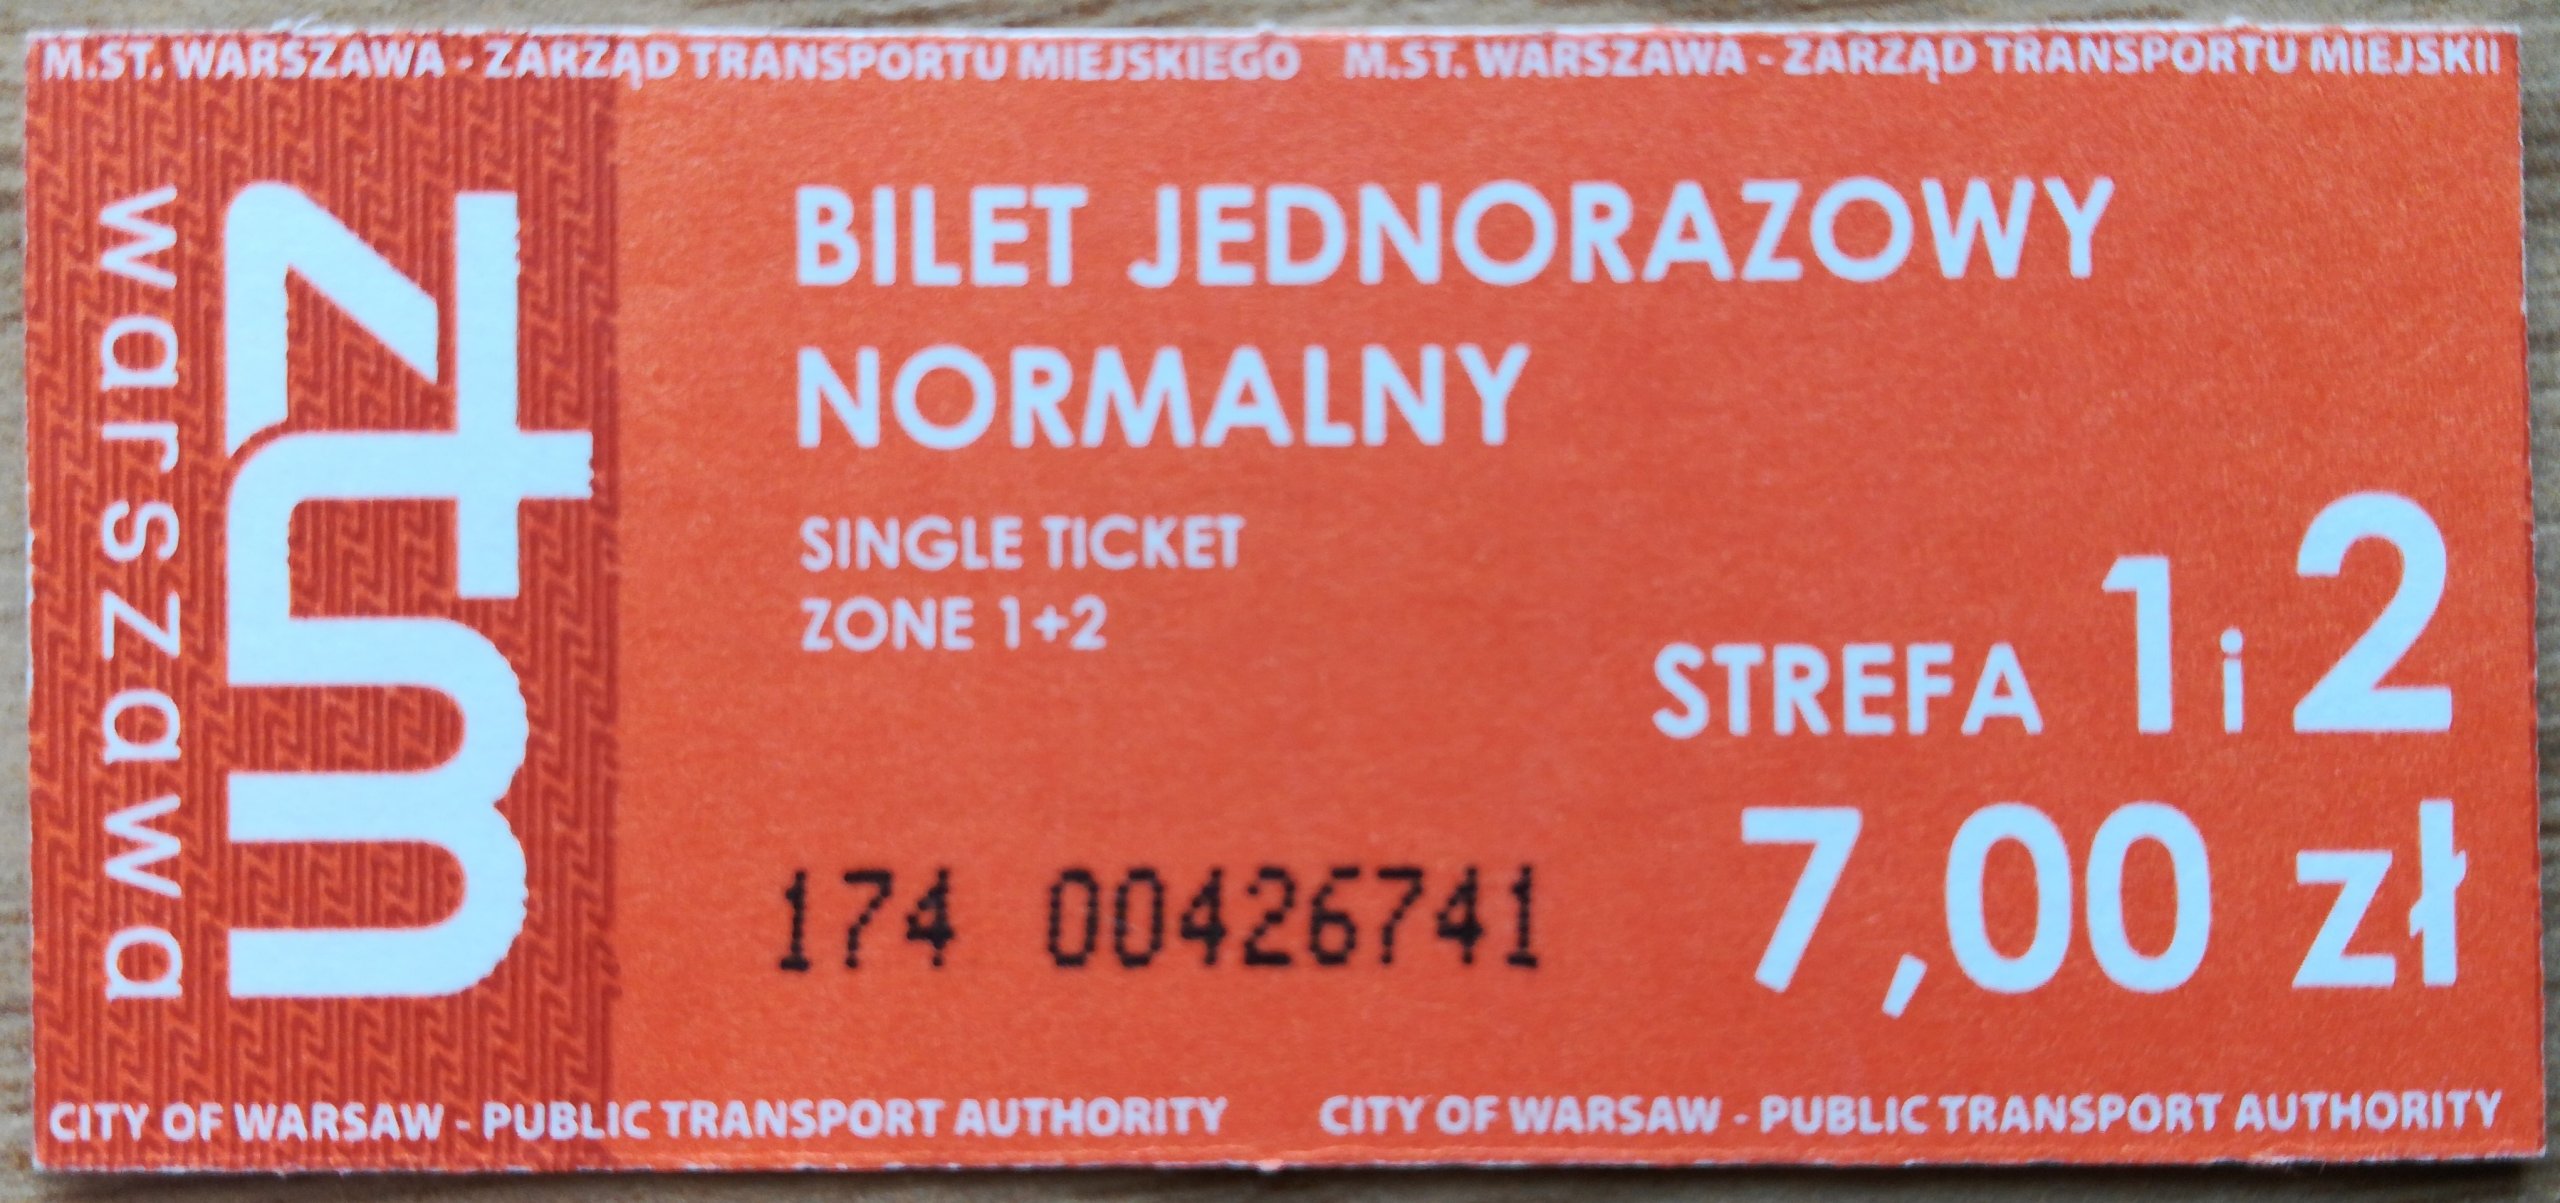 M.ST. WARSZAWA - ZARZĄD TRANSPORTU MIEJSKIEGO M.ST. WARSZAWA - ZARZĄD TRANSPORTU MIEJSKII
ztm
warszawa
BILET JEDNORAZOWY
NORMALNY
SINGLE TICKET
ZONE 1+2
STREFA 1 i 2
174 00426741
7,00 zł
CITY OF WARSAW - PUBLIC TRANSPORT AUTHORITY CITY OF WARSAW - PUBLIC TRANSPORT AUTHORITY